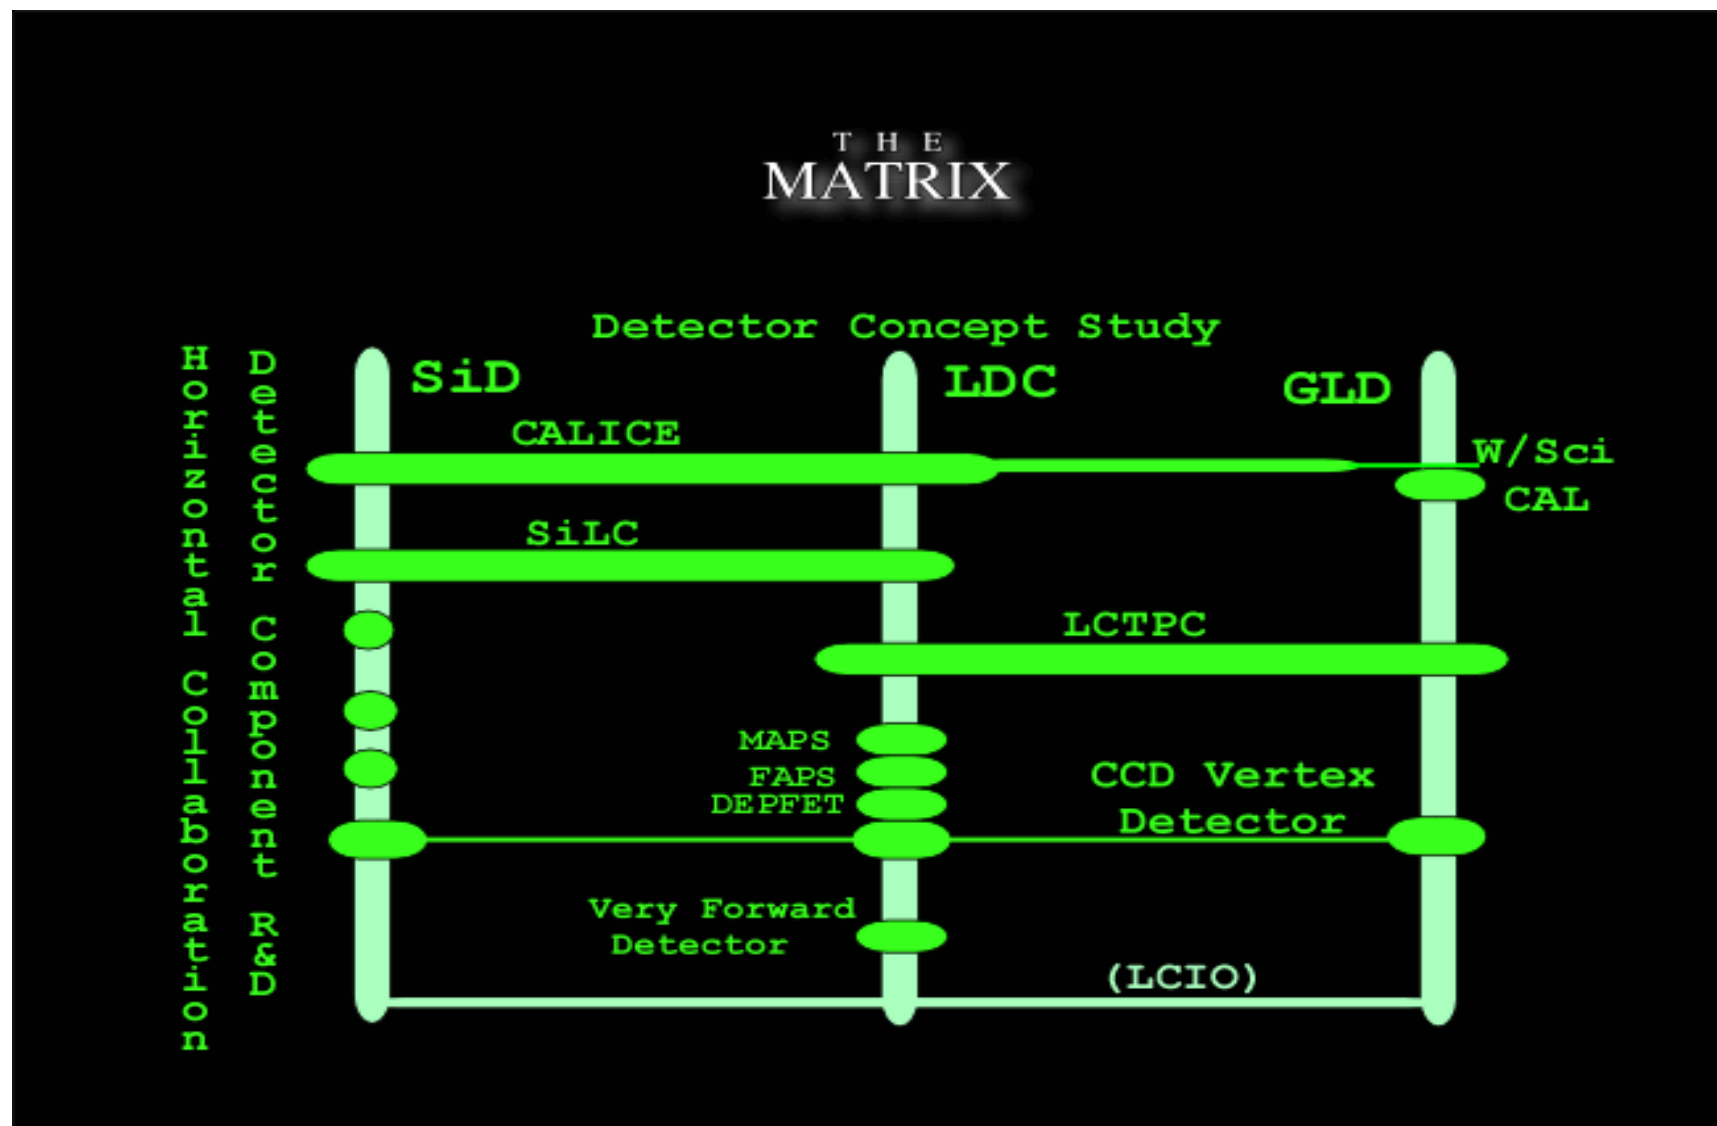 THE
MATRIX
Detector Concept Study
Horizontal Collaboration
Detector Component R&D
SiD
LDC
GLD
CALICE
W/Sci
CAL
SiLC
LCTPC
MAPS
FAPS
DEPFET
CCD Vertex
Detector
Very Forward
Detector
(LCIO)